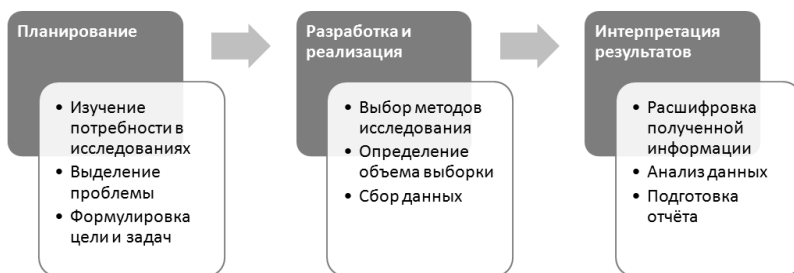 Планирование
• Изучение
потребности в
исследованиях
• Выделение
проблемы
• Формулировка
цели и задач
Разработка и
реализация
• Выбор методов
исследования
• Определение
объема выборки
• Сбор данных
Интерпретация
результатов
• Расшифровка
полученной
информации
• Анализ данных
• Подготовка
отчёта